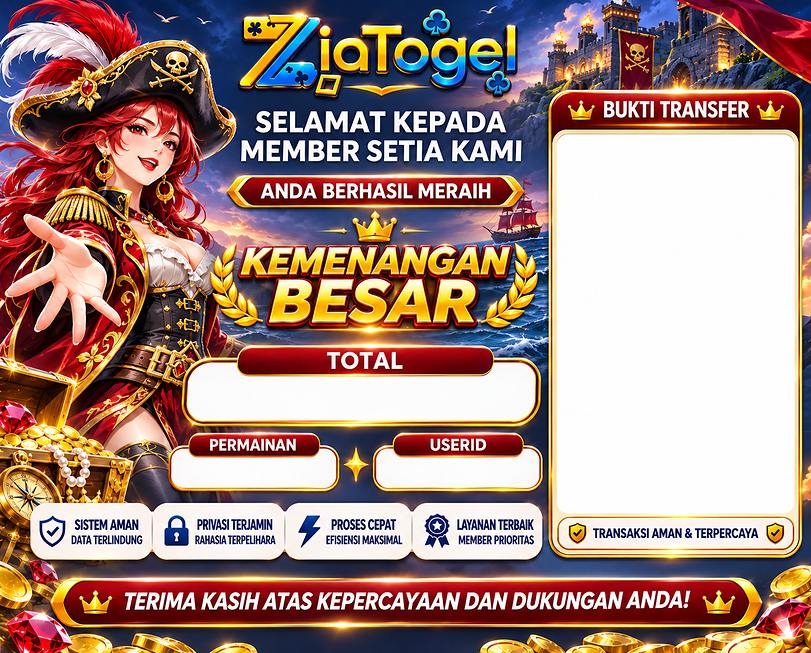 ZiaTogel
SELAMAT KEPADA
MEMBER SETIA KAMI
ANDA BERHASIL MERAIH
KEMENANGAN
BESAR
TOTAL
PERMAINAN
USERID
BUKTI TRANSFER
TRANSAKSI AMAN & TERPERCAYA
SISTEM AMAN
DATA TERLINDUNG
PRIVASI TERJAMIN
RAHASIA TERPELIHARA
PROSES CEPAT
EFISIENSI MAKSIMAL
LAYANAN TERBAIK
MEMBER PRIORITAS
TERIMA KASIH ATAS KEPERCAYAAN DAN DUKUNGAN ANDA!